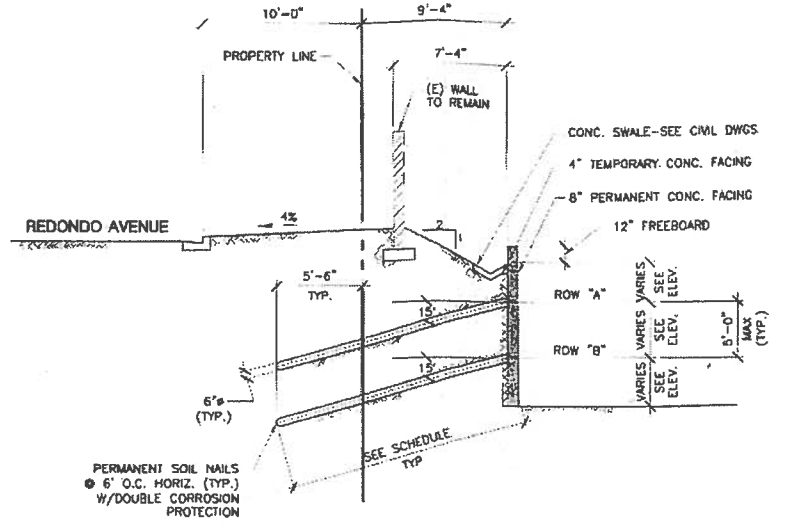 10'-0"
9'-4"
PROPERTY LINE
7'-4"
(E) WALL
TO REMAIN
CONC. SWALE-SEE CIVIL DWGS.
4" TEMPORARY. CONC. FACING
8" PERMANENT CONC. FACING
12" FREEBOARD
REDONDO AVENUE
4%
2
1
5'-6"
TYP.
ROW "A"
VARIES
SEE
ELEV.
15°
ROW "B"
VARIES
SEE
ELEV.
MAX
(TYP.)
15°
VARIES
SEE
ELEV.
6"ø
(TYP.)
SEE SCHEDULE
TYP
PERMANENT SOIL NAILS
@ 6' O.C. HORIZ. (TYP.)
W/DOUBLE CORROSION
PROTECTION